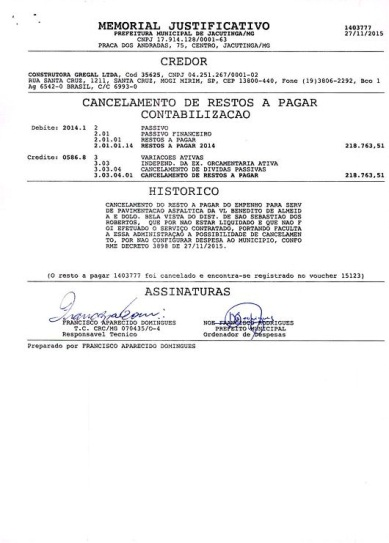 MEMORIAL JUSTIFICATIVO
PREFEITURA MUNICIPAL DE JACUTINGA/MG
CNPJ 17.914.128/0001-63
PRACA DOS ANDRADAS, 75, CENTRO, JACUTINGA/MG
1403777
27/11/2015
CREDOR
CONSTRUTORA GREGAL LTDA, Cod 35625, CNPJ 04.251.267/0001-02
RUA SANTA CRUZ, 1211, SANTA CRUZ, MOGI MIRIM, SP, CEP 13800-440, Fone (19)3806-2292, Bco 1
Ag 6542-0 BRASIL, C/C 6993-0
CANCELAMENTO DE RESTOS A PAGAR
CONTABILIZACAO
Debito: 2014.1 2 PASSIVO
2.01 PASSIVO FINANCEIRO
2.01.01 RESTOS A PAGAR
2.01.01.14 RESTOS A PAGAR 2014 218.763,51
Credito: 0586.8 3 VARIACOES ATIVAS
3.03 INDEPEND. DA EX. ORCAMENTARIA ATIVA
3.03.04 CANCELAMENTO DE DIVIDAS PASSIVAS
3.03.04.01 CANCELAMENTO DE RESTOS A PAGAR 218.763,51
HISTORICO
CANCELAMENTO DO RESTO A PAGAR DO EMPENHO PARA SERV
DE PAVIMENTACAO ASFALTICA DA VL BENEDITO DE ALMEID
A E DOLO. BELA VISTA DO DIST. DE SAO SEBASTIAO DOS
ROBERTOS, QUE POR NAO ESTAR LIQUIDADO E QUE NAO F
OI EFETUADO O SERVIÇO CONTRATADO, PORTANDO FACULTA
A ESSA ADMINISTRAÇÃO A POSSIBILIDADE DE CANCELAMEN
TO, POR NAO CONFIGURAR DESPESA AO MUNICIPIO, CONFO
RME DECRETO 3898 DE 27/11/2015.
(O resto a pagar 1403777 foi cancelado e encontra-se registrado no voucher 15123)
ASSINATURAS
FRANCISCO APARECIDO DOMINGUES
T.C. CRC/MG 070435/O-4
Responsavel Tecnico
NOE FRANCISCO RODRIGUES
PREFEITO MUNICIPAL
Ordenador de Despesas
Preparado por FRANCISCO APARECIDO DOMINGUES